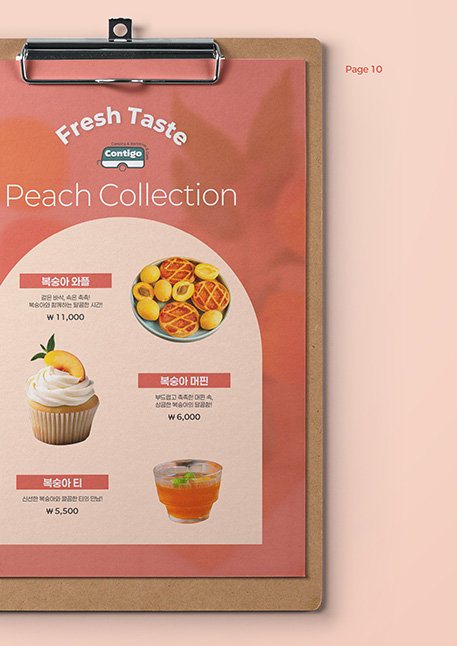 Page 10
Fresh Taste
Contigo
Peach Collection
복숭아 와플
겉은 바삭, 속은 촉촉!
복숭아와 함께하는 달콤한 시간!
₩ 11,000
복숭아 머핀
부드럽고 촉촉한 머핀 속,
상큼한 복숭아의 달콤함!
₩ 6,000
복숭아 티
신선한 복숭아와 깔끔한 티의 만남!
₩ 5,500